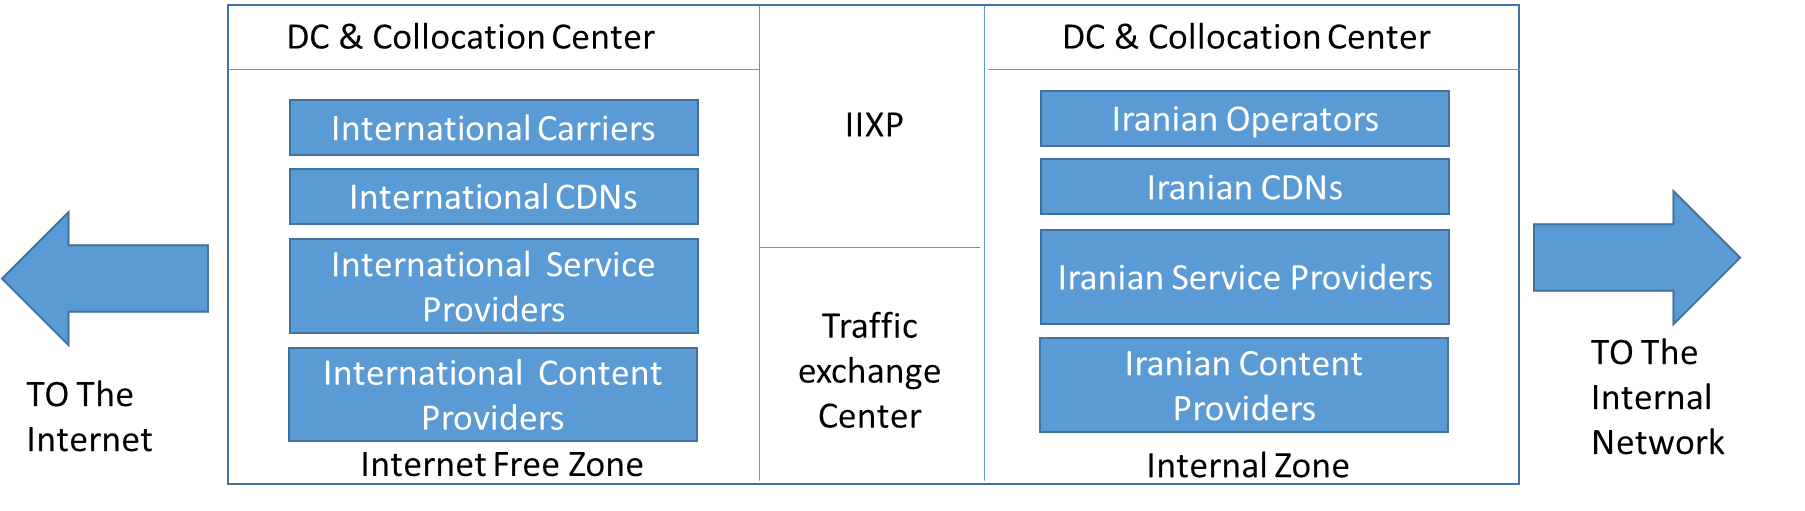 DC & Collocation Center
International Carriers
International CDNs
International Service
Providers
International Content
Providers
Internet Free Zone
IIXP
Traffic
exchange
Center
DC & Collocation Center
Iranian Operators
Iranian CDNs
Iranian Service Providers
Iranian Content
Providers
Internal Zone
TO The
Internet
TO The
Internal
Network